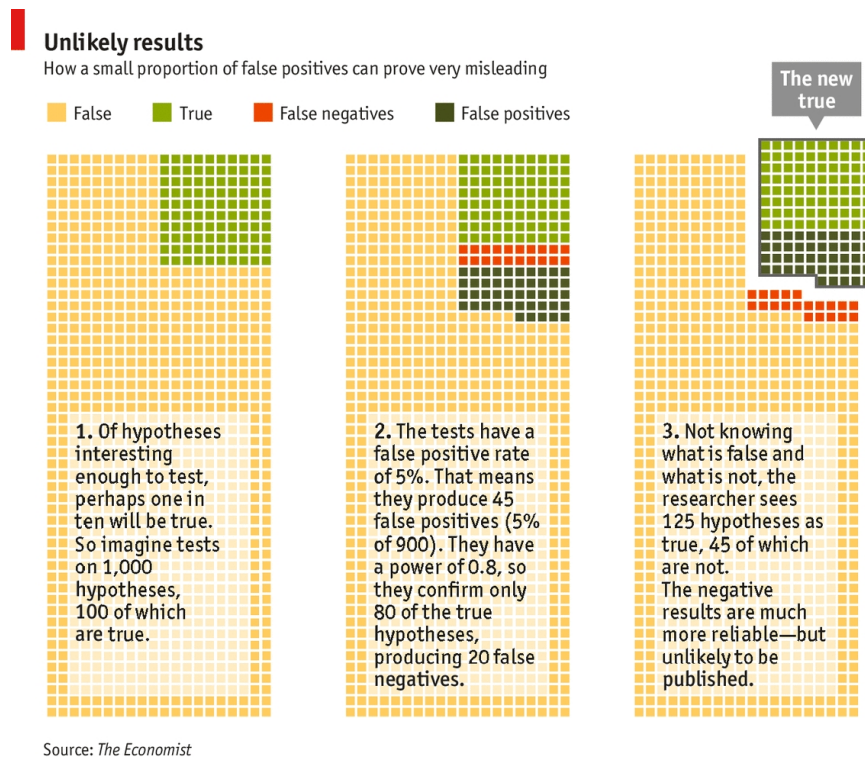 Unlikely results
How a small proportion of false positives can prove very misleading
False
True
False negatives
False positives
The new
true
1. Of hypotheses
interesting
enough to test,
perhaps one in
ten will be true.
So imagine tests
on 1,000
hypotheses,
100 of which
are true.
2. The tests have a
false positive rate
of 5%. That means
they produce 45
false positives (5%
of 900). They have
a power of 0.8, so
they confirm only
80 of the true
hypotheses,
producing 20 false
negatives.
3. Not knowing
what is false and
what is not, the
researcher sees
125 hypotheses as
true, 45 of which
are not.
The negative
results are much
more reliable—but
unlikely to be
published.
Source: The Economist